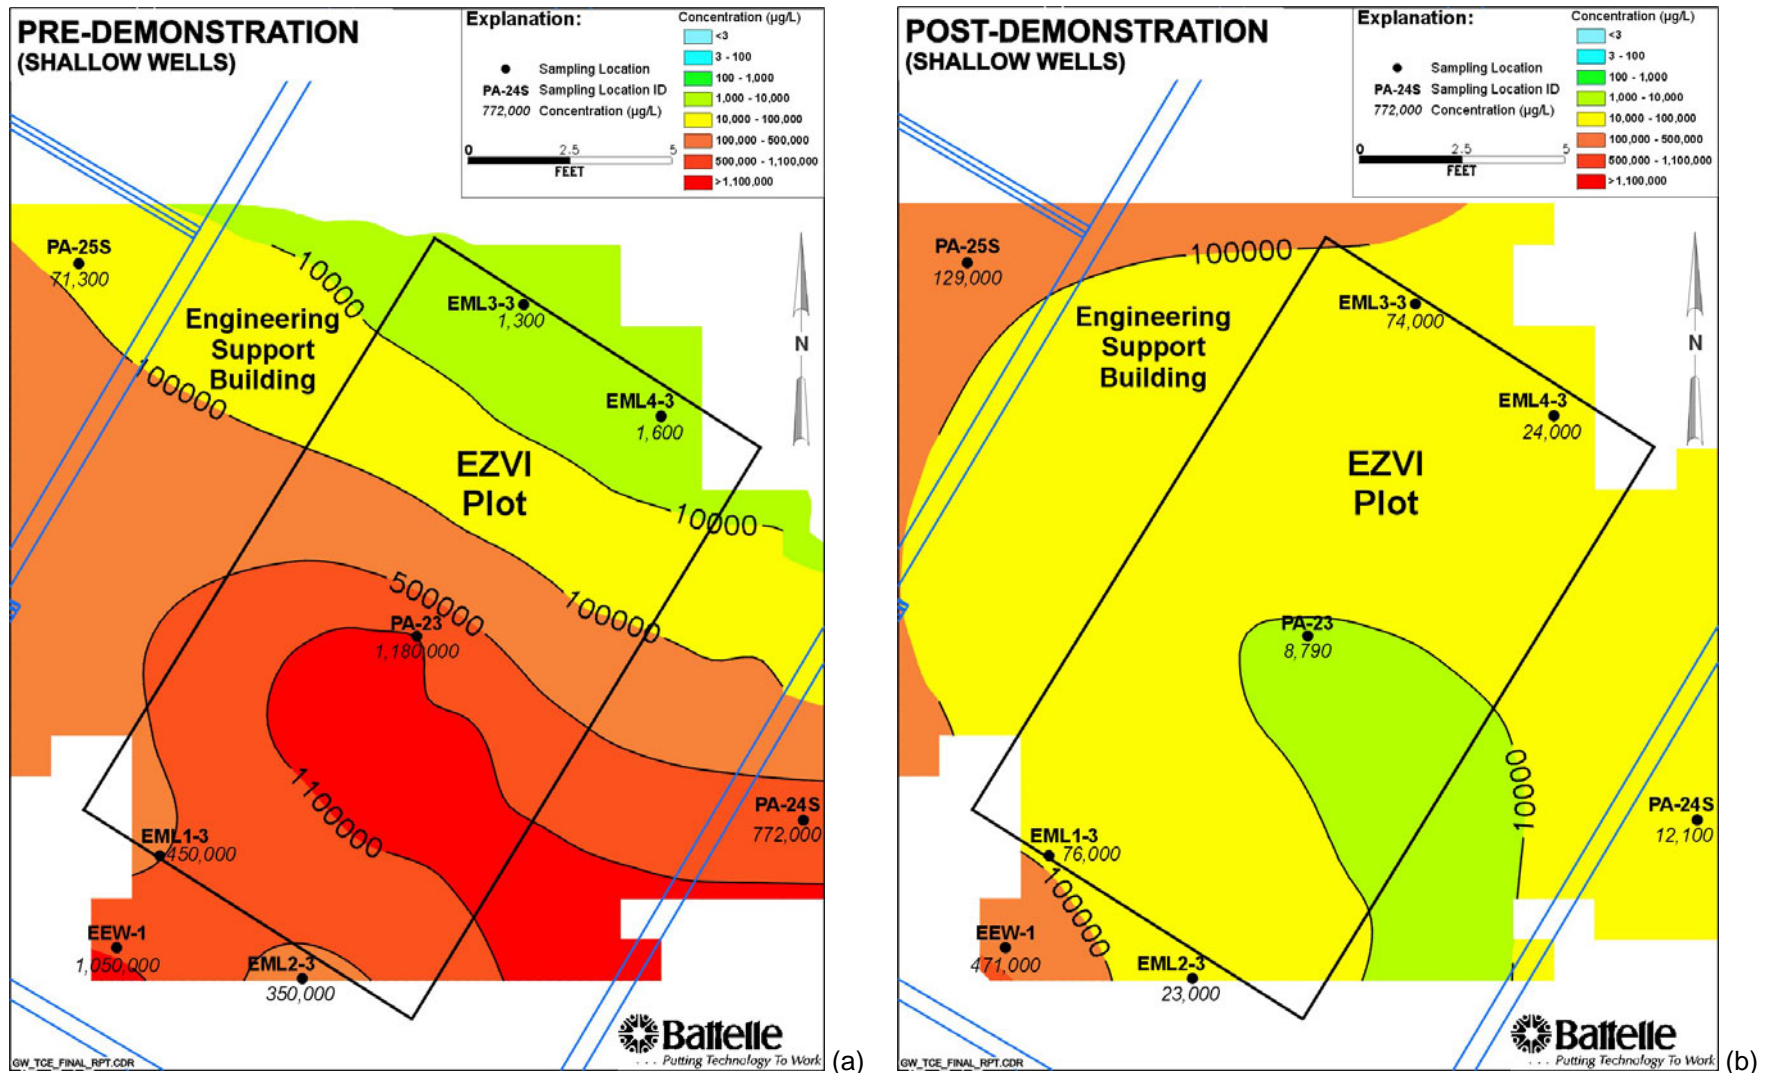 PRE-DEMONSTRATION
(SHALLOW WELLS)
Explanation:
Sampling Location
PA-24S Sampling Location ID
772,000 Concentration (µg/L)
0 2.5 5
FEET
Concentration (µg/L)
<3
3 - 100
100 - 1,000
1,000 - 10,000
10,000 - 100,000
100,000 - 500,000
500,000 - 1,100,000
>1,100,000
PA-25S
71,300
10000
EML3-3
1,300
Engineering
Support
Building
N
100000
EML4-3
1,600
EZVI
Plot
10000
500000
100000
PA-23
1,180,000
1100000
PA-24S
772,000
EML1-3
450,000
EEW-1
1,050,000
EML2-3
350,000
Battelle
. . . Putting Technology To Work
GW_TCE_FINAL_RPT.CDR
(a)
POST-DEMONSTRATION
(SHALLOW WELLS)
Explanation:
Sampling Location
PA-24S Sampling Location ID
772,000 Concentration (µg/L)
0 2.5 5
FEET
Concentration (µg/L)
<3
3 - 100
100 - 1,000
1,000 - 10,000
10,000 - 100,000
100,000 - 500,000
500,000 - 1,100,000
>1,100,000
PA-25S
129,000
100000
EML3-3
74,000
Engineering
Support
Building
N
EML4-3
24,000
EZVI
Plot
PA-23
8,790
10000
PA-24S
12,100
EML1-3
76,000
100000
EEW-1
471,000
EML2-3
23,000
Battelle
. . . Putting Technology To Work
GW_TCE_FINAL_RPT.CDR
(b)